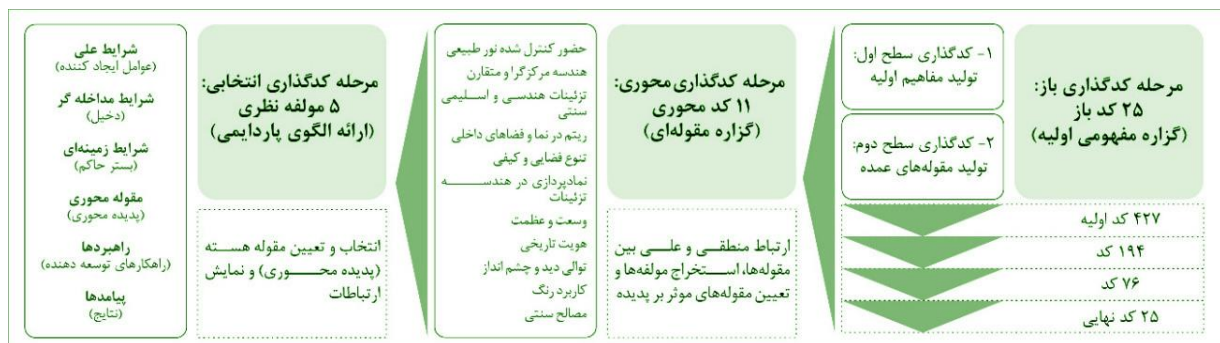 مرحله کدگذاری باز:
۲۵ کد باز
(گزاره مفهومی اولیه)
۱- کدگذاری سطح اول:
تولید مفاهیم اولیه
۲- کدگذاری سطح دوم:
تولید مقوله‌های عمده
۴۲۷ کد اولیه
۱۹۴ کد
۷۶ کد
۲۵ کد نهایی
مرحله کدگذاری محوری:
۱۱ کد محوری
(گزاره مقوله‌ای)
ارتباط منطقی و علی بین
مقوله‌ها، استخراج مولفه‌ها و
تعیین مقوله‌های موثر بر پدیده
حضور کنترل شده نور طبیعی
هندسه مرکزگرا و متقارن
تزئینات هندسی و اسلیمی
سنتی
ریتم در نما و فضاهای داخلی
تنوع فضایی و کیفی
نمادپردازی در هندسه
تزئینات
وسعت و عظمت
هویت تاریخی
توالی دید و چشم انداز
کاربرد رنگ
مصالح سنتی
مرحله کدگذاری انتخابی:
۵ مولفه نظری
(ارائه الگوی پاردایمی)
انتخاب و تعیین مقوله هسته
(پدیده محوری) و نمایش
ارتباطات
شرایط علی
(عوامل ایجاد کننده)
شرایط مداخله گر
(دخیل)
شرایط زمینه‌ای
(بستر حاکم)
مقوله محوری
(پدیده محوری)
راهبردها
(راهکارهای توسعه دهنده)
پیامدها
(نتایج)